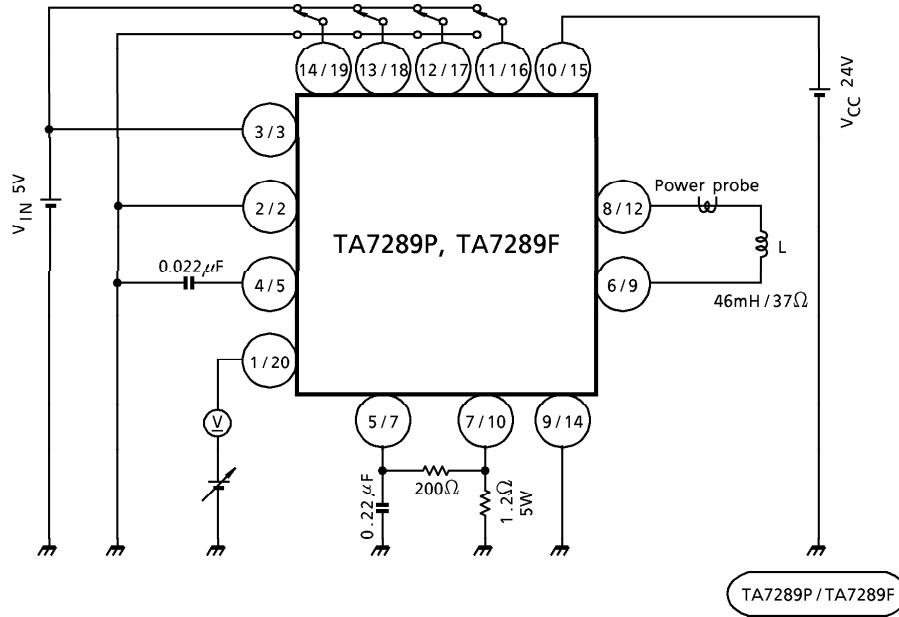 14/19
13/18
12/17
11/16
10/15
VCC 24V
3/3
VIN 5V
2/2
8/12
Power probe
TA7289P, TA7289F
L
0.022μF
4/5
6/9
46mH/37Ω
1/20
V
5/7
7/10
9/14
200Ω
0.22μF
1.2Ω
5W
TA7289P/TA7289F